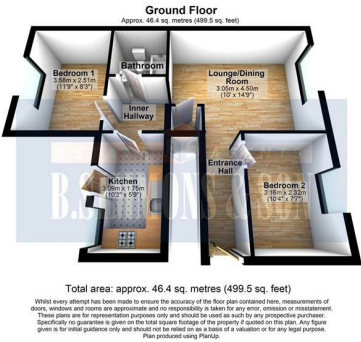 Ground Floor
Approx. 46.4 sq. metres (499.5 sq. feet)
Bedroom 1
3.58m x 2.51m
(11'9" x 8'3")
Bathroom
Lounge/Dining
Room
3.05m x 4.50m
(10' x 14'9")
Inner
Hallway
Kitchen
3.09m x 1.75m
(10'2" x 5'9")
Entrance
Hall
Bedroom 2
3.16m x 2.32m
(10'4" x 7'7")
B.SIMMONS & SON
Total area: approx. 46.4 sq. metres (499.5 sq. feet)
Whilst every attempt has been made to ensure the accuracy of the floor plan contained here, measurements of
doors, windows and rooms are approximate and no responsibility is taken for any error, omission or misstatement.
These plans are for representation purposes only and should be used as such by any prospective purchaser.
Specifically no guarantee is given on the total square footage of the property if quoted on this plan. Any figure
given is for initial guidance only and should not be relied on as a basis of valuation or for any legal purpose.
Plan produced using PlanUp.